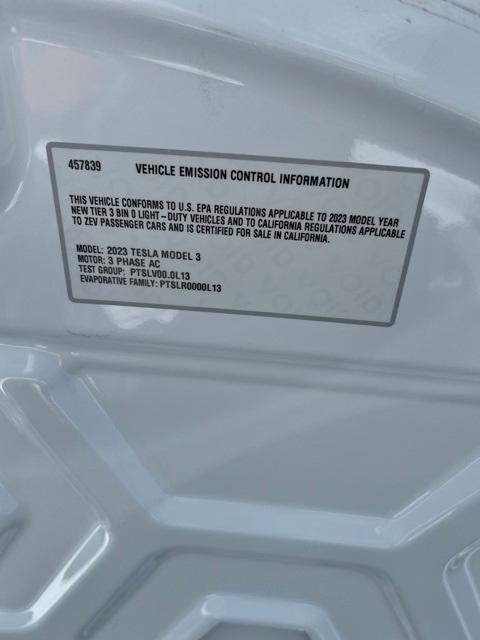 457839 VEHICLE EMISSION CONTROL INFORMATION
THIS VEHICLE CONFORMS TO U.S. EPA REGULATIONS APPLICABLE TO 2023 MODEL YEAR
NEW TIER 3 BIN 0 LIGHT-DUTY VEHICLES AND TO CALIFORNIA REGULATIONS APPLICABLE
TO ZEV PASSENGER CARS AND IS CERTIFIED FOR SALE IN CALIFORNIA.
MODEL: 2023 TESLA MODEL 3
MOTOR: 3 PHASE AC
TEST GROUP: PTSLV00.0L13
EVAPORATIVE FAMILY: PTSLR0000L13